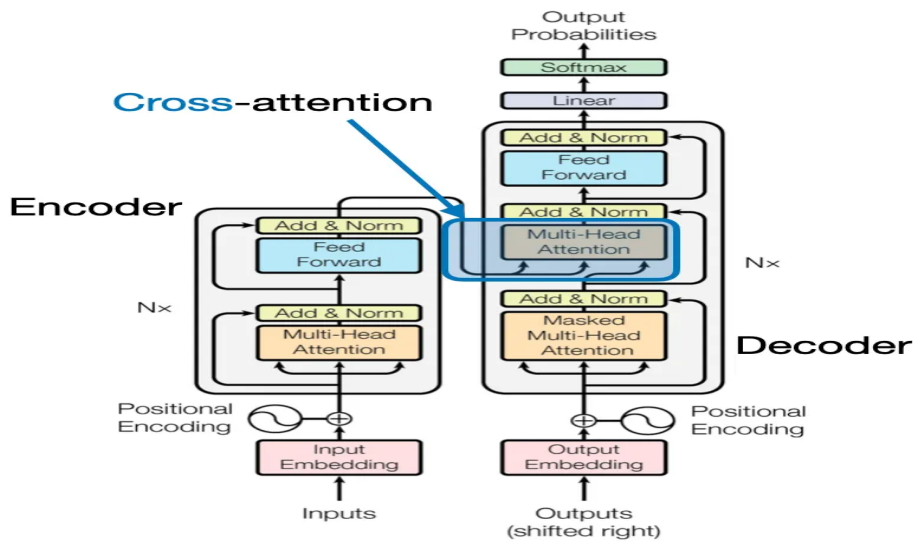 Output
Probabilities
Softmax
Linear
Cross-attention
Add & Norm
Feed
Forward
Add & Norm
Multi-Head
Attention
Nx
Add & Norm
Masked
Multi-Head
Attention
Decoder
Positional
Encoding
Output
Embedding
Outputs
(shifted right)
Encoder
Add & Norm
Feed
Forward
Nx
Add & Norm
Multi-Head
Attention
Positional
Encoding
Input
Embedding
Inputs